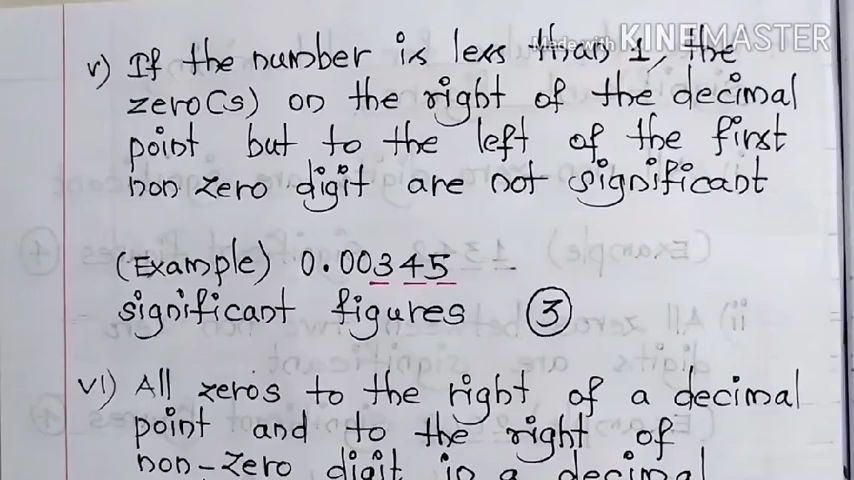 Made with KINEMASTER
v) If the number is less than 1, the
zero(s) on the right of the decimal
point but to the left of the first
non zero digit are not significant
(Example) 0.00345
significant figures 3
vi) All zeros to the right of a decimal
point and to the right of
non-zero digit in a decimal